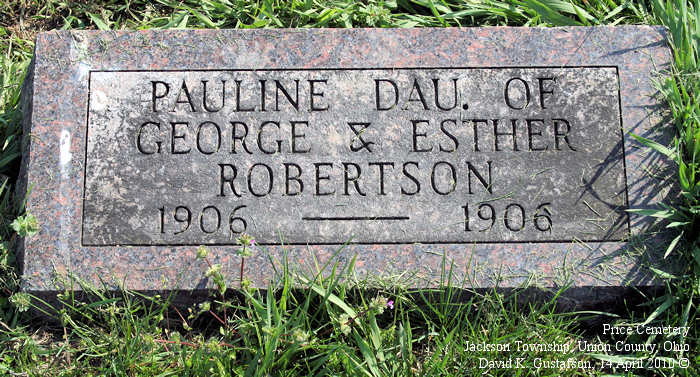 PAULINE DAU. OF
GEORGE & ESTHER
ROBERTSON
1906 — 1906
Price Cemetery
Jackson Township, Union County, Ohio
David K. Gustafson, 14 April 2010 ©